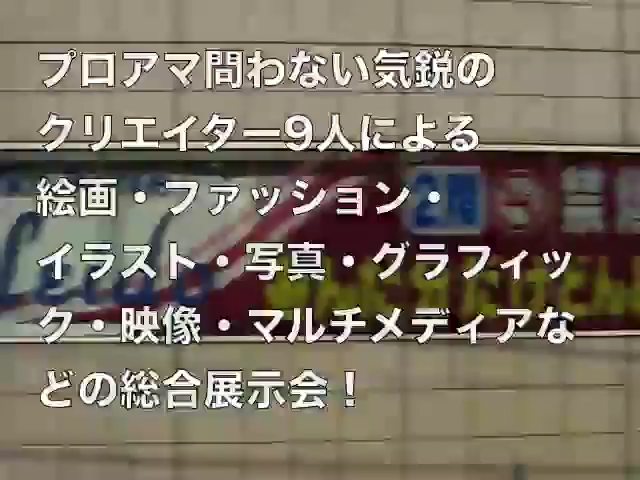 プロアマ問わない気鋭の
クリエイター9人による
絵画・ファッション・
イラスト・写真・グラフィッ
ク・映像・マルチメディアな
どの総合展示会！
2階